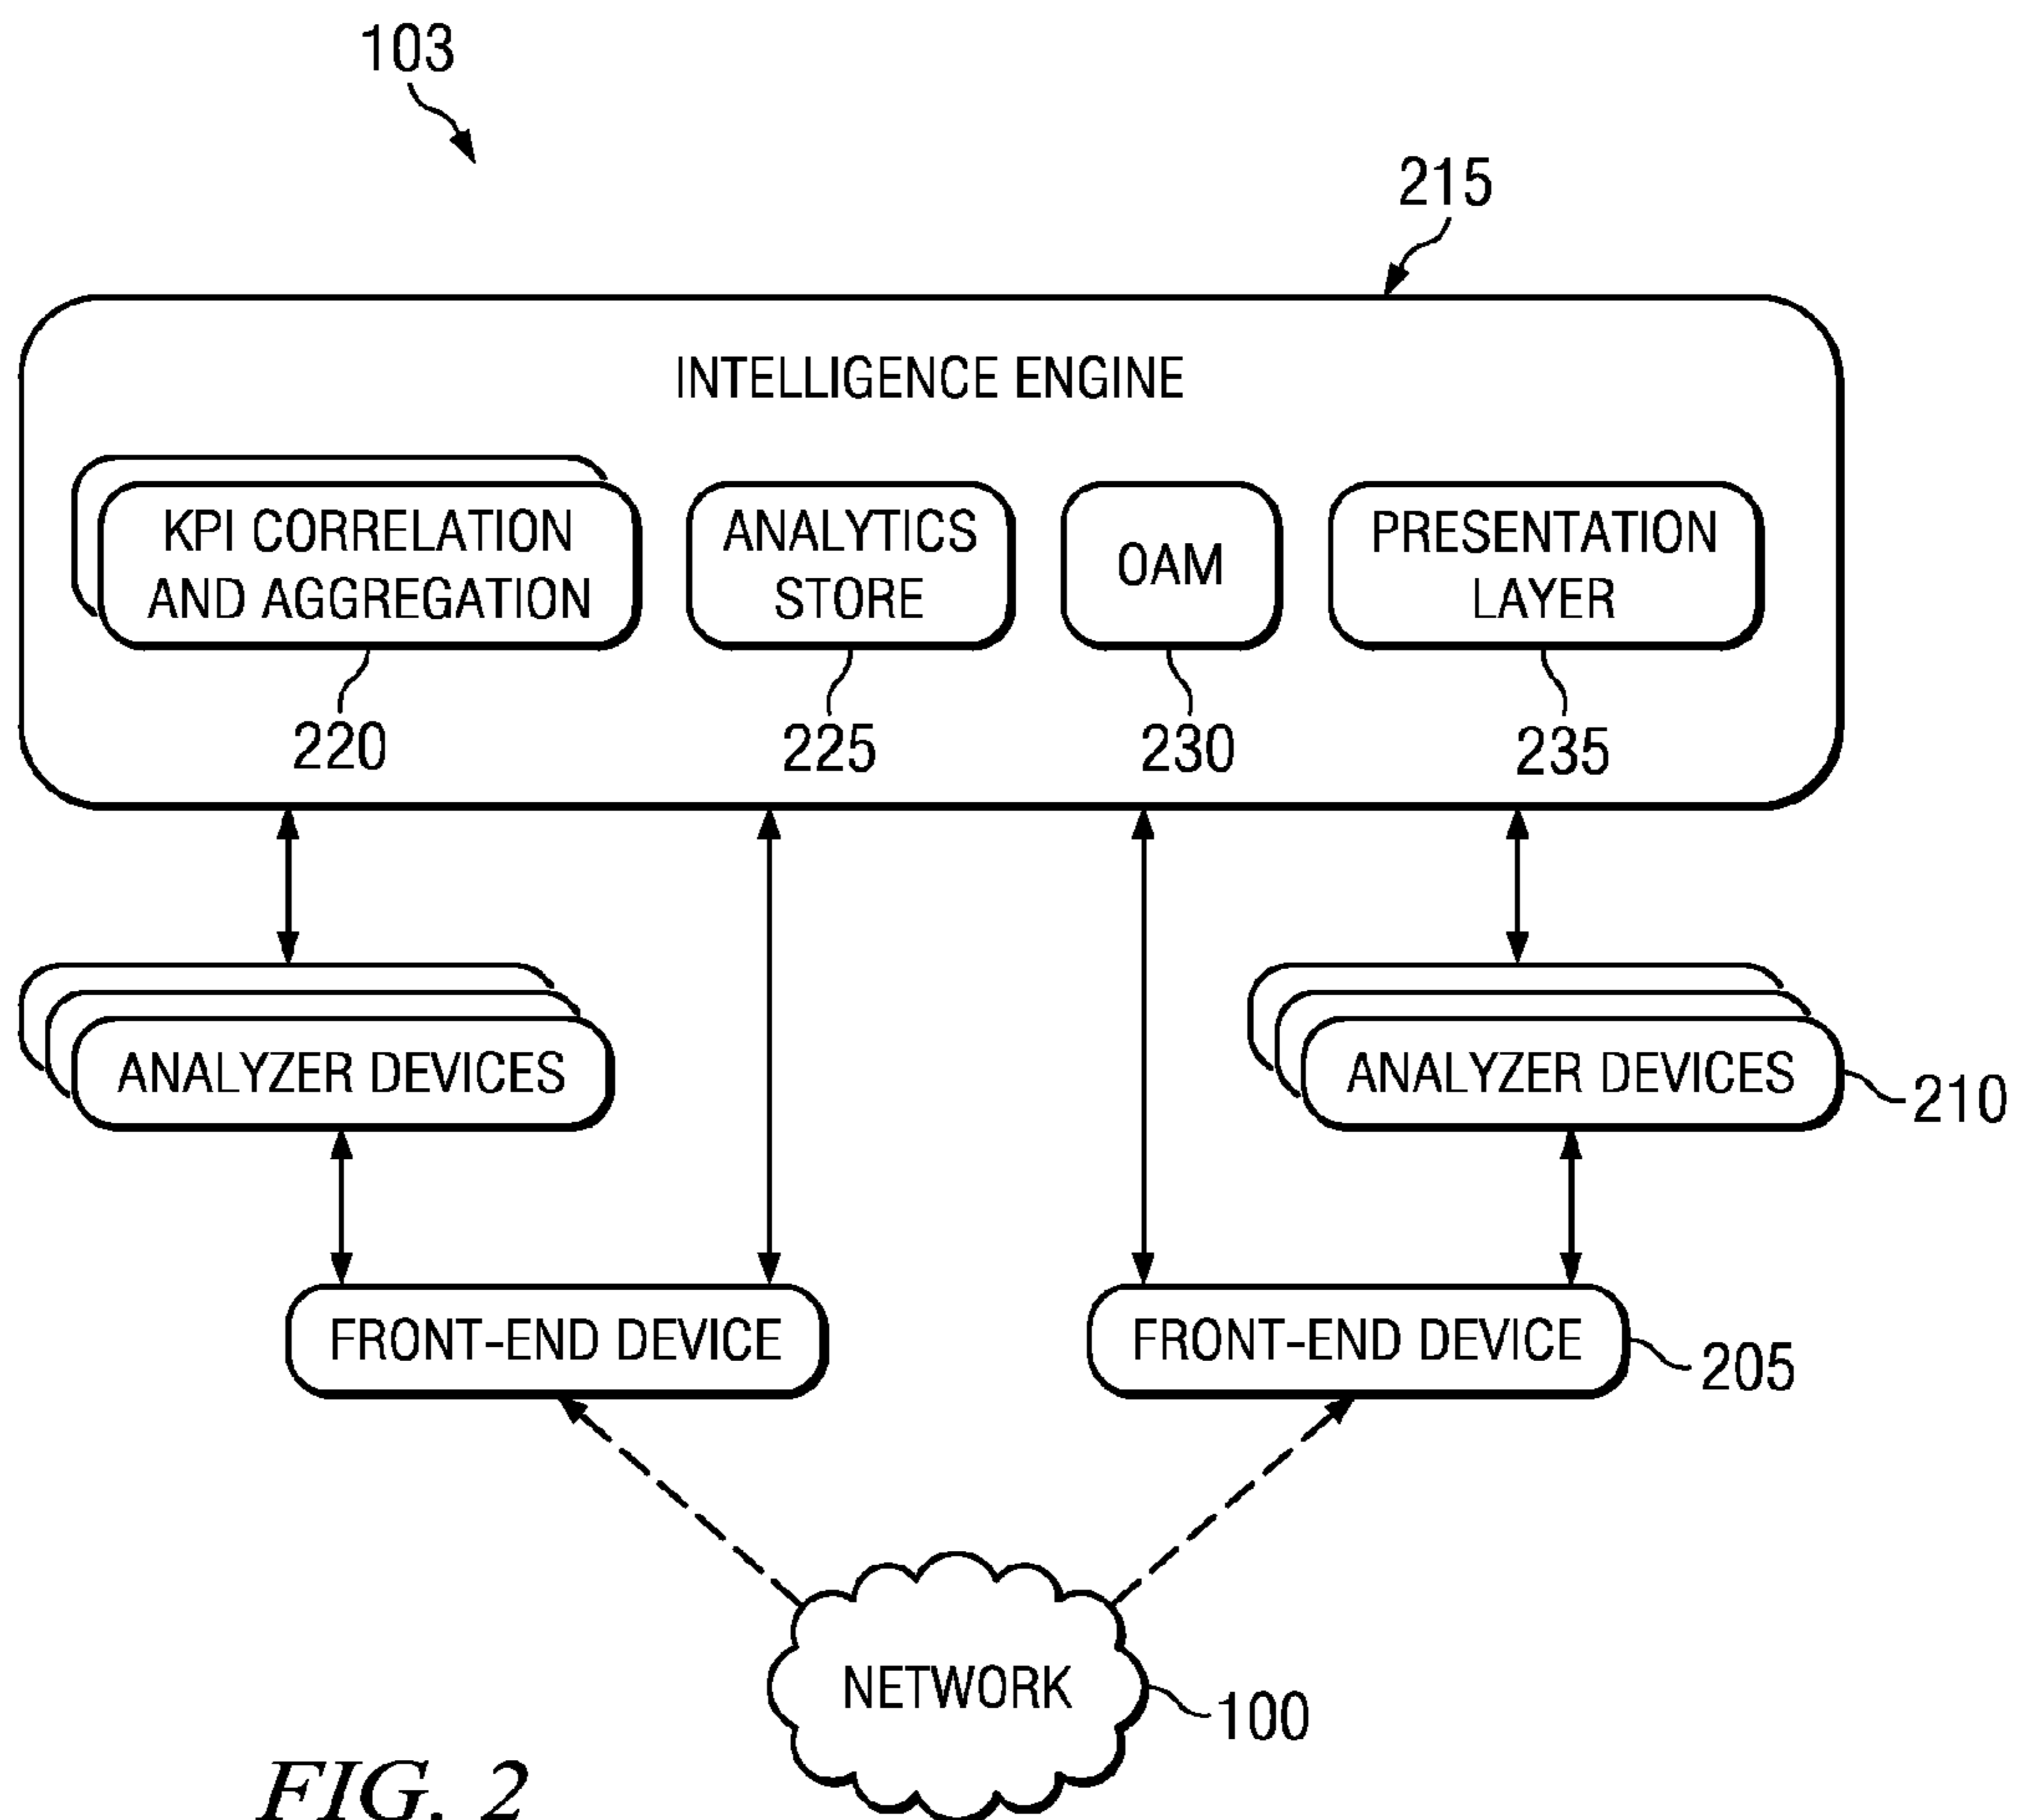 103
215
INTELLIGENCE ENGINE
KPI CORRELATION
AND AGGREGATION
ANALYTICS
STORE
OAM
PRESENTATION
LAYER
220
225
230
235
ANALYZER DEVICES
ANALYZER DEVICES
210
FRONT-END DEVICE
FRONT-END DEVICE
205
NETWORK
100
FIG. 2